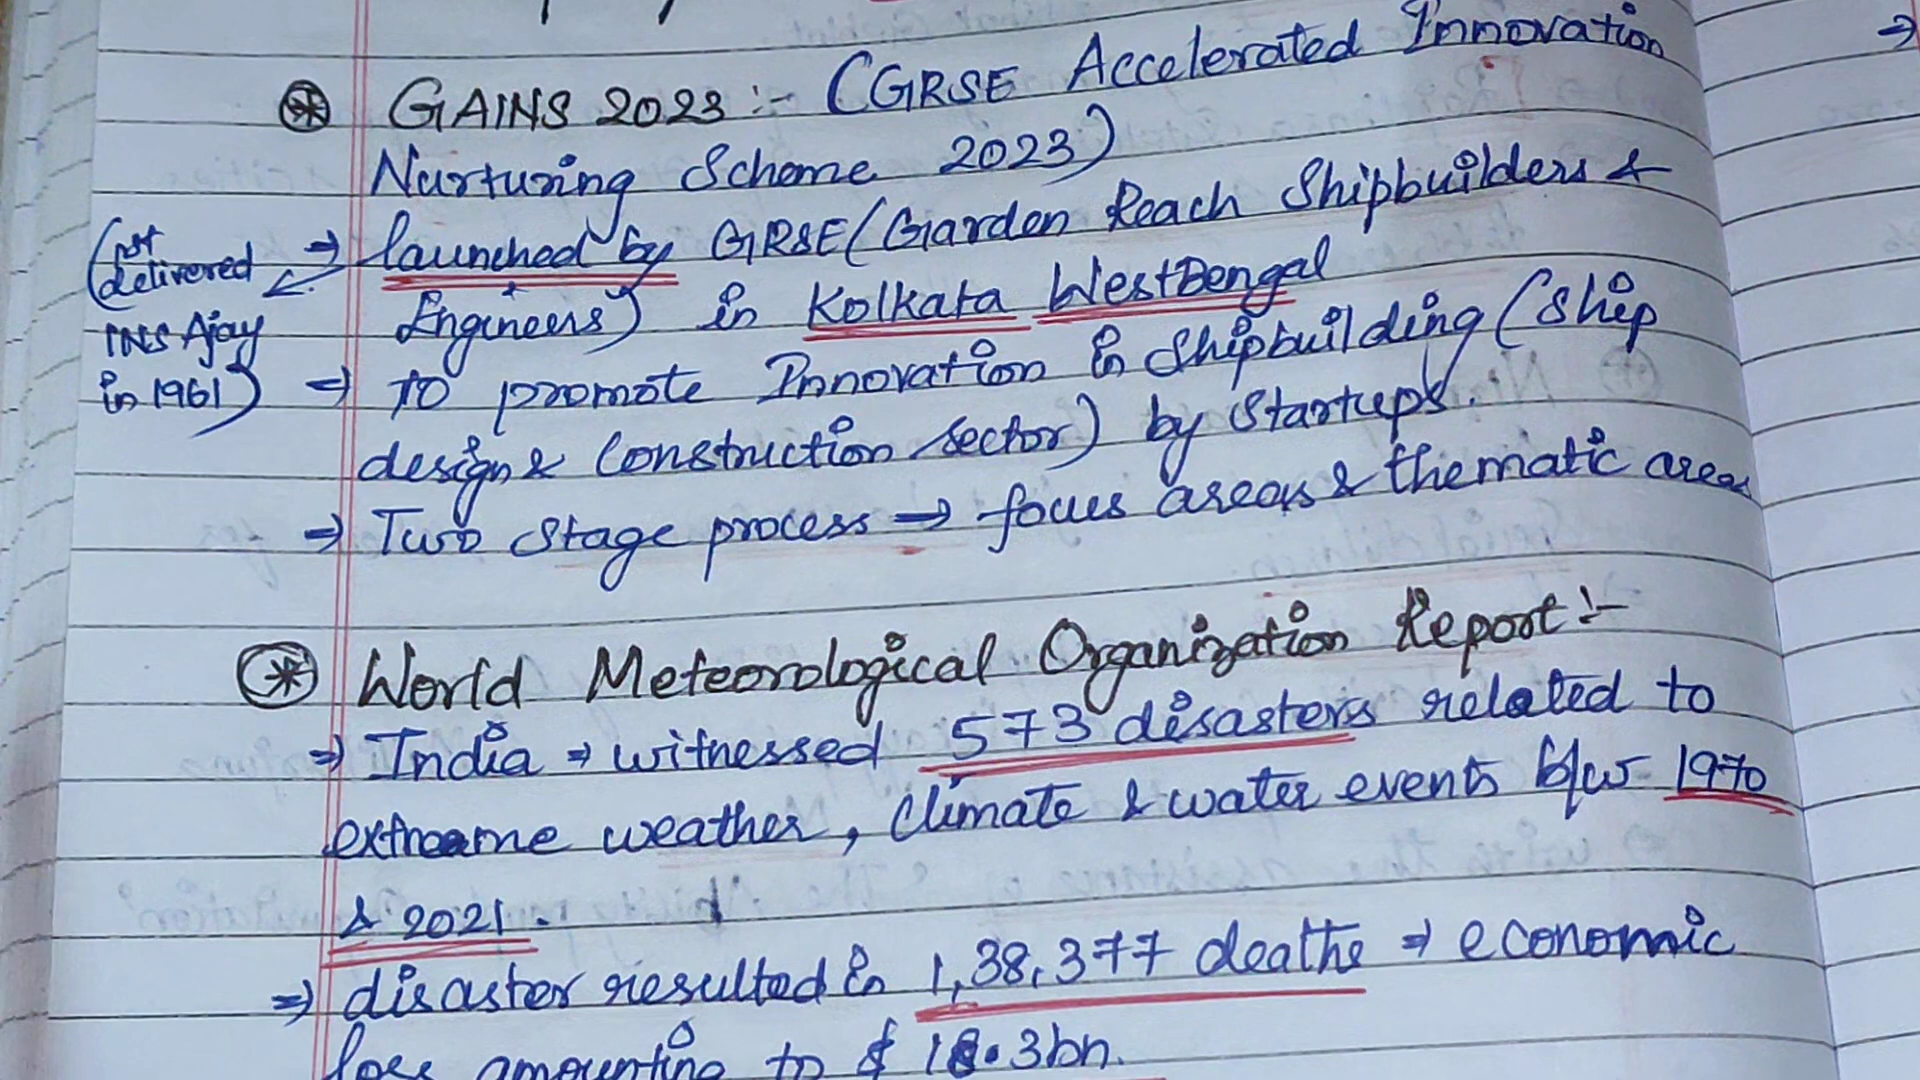 GAINS 2023 :- (GRSE Accelerated Innovation
Nurturing Scheme 2023)
⇒ launched by GRSE (Garden Reach Shipbuilders &
Engineers) in Kolkata WestBengal
(1st
delivered
INS Ajay
in 1961)
⇒ to promote Innovation in Shipbuilding (Ship
design & Construction sector) by Startups.
⇒ Two stage process → focus areas & thematic areas
World Meteorological Organization Report :-
⇒ India → witnessed 573 disasters related to
extreame weather, climate & water events b/w 1970
& 2021.
⇒ disaster resulted in 1,38,377 deaths ⇒ economic
loss amounting to $ 18.3bn.